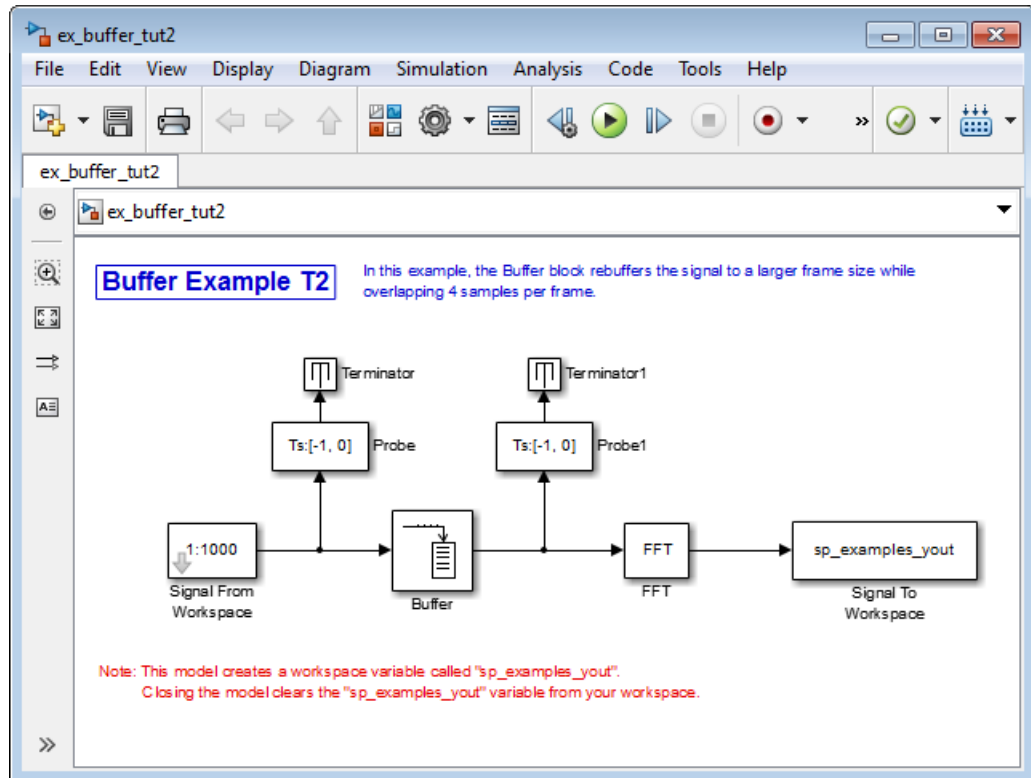 ex_buffer_tut2
File Edit View Display Diagram Simulation Analysis Code Tools Help
ex_buffer_tut2
ex_buffer_tut2
Buffer Example T2
In this example, the Buffer block rebuffers the signal to a larger frame size while
overlapping 4 samples per frame.
Terminator
Terminator1
Ts:[-1, 0]
Probe
Ts:[-1, 0]
Probe1
1:1000
FFT
sp_examples_yout
Signal From
Workspace
Buffer
FFT
Signal To
Workspace
Note: This model creates a workspace variable called "sp_examples_yout".
Closing the model clears the "sp_examples_yout" variable from your workspace.